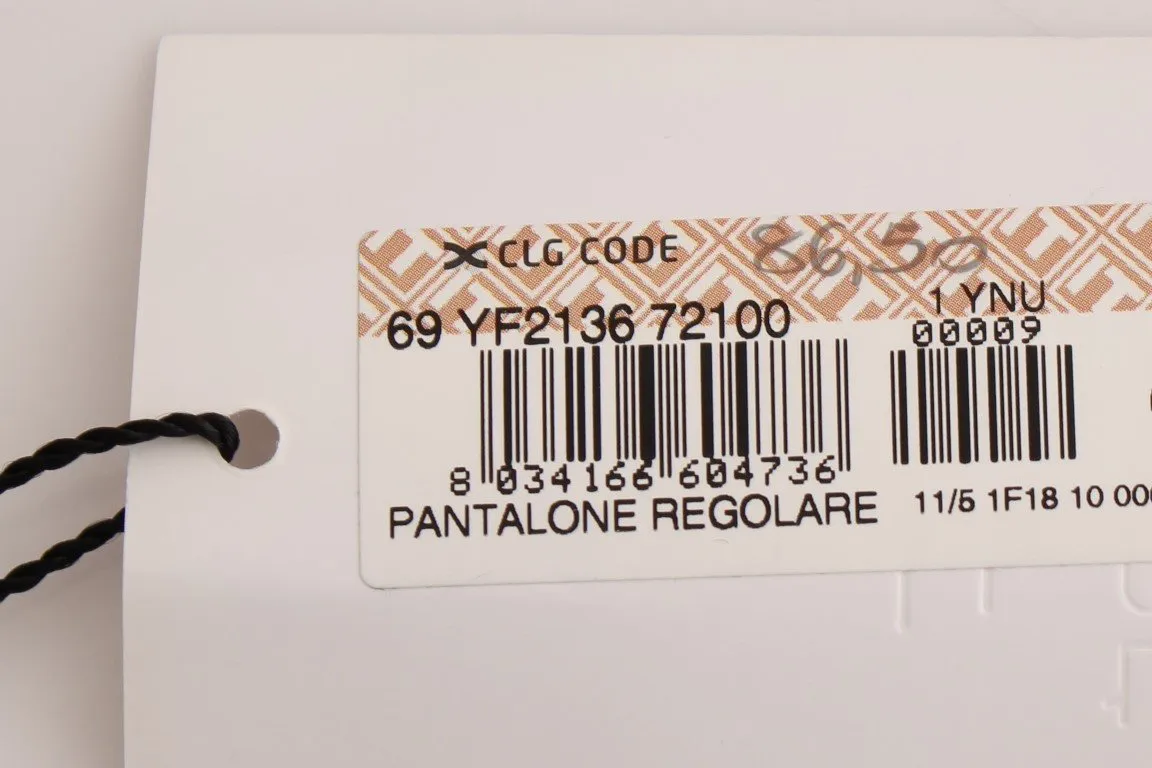 CLG CODE
86,50
69 YF2136 72100
1 YNU
00009
8 034166 604736
PANTALONE REGOLARE
11/5 1F18 10 000